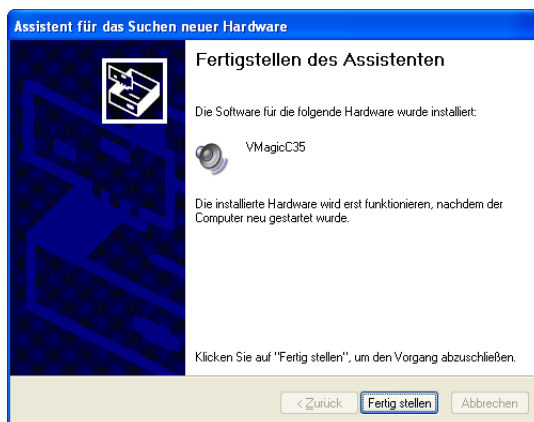 Assistent für das Suchen neuer Hardware
Fertigstellen des Assistenten
Die Software für die folgende Hardware wurde installiert:
VMagicC35
Die installierte Hardware wird erst funktionieren, nachdem der
Computer neu gestartet wurde.
Klicken Sie auf "Fertig stellen", um den Vorgang abzuschließen.
< Zurück Fertig stellen Abbrechen